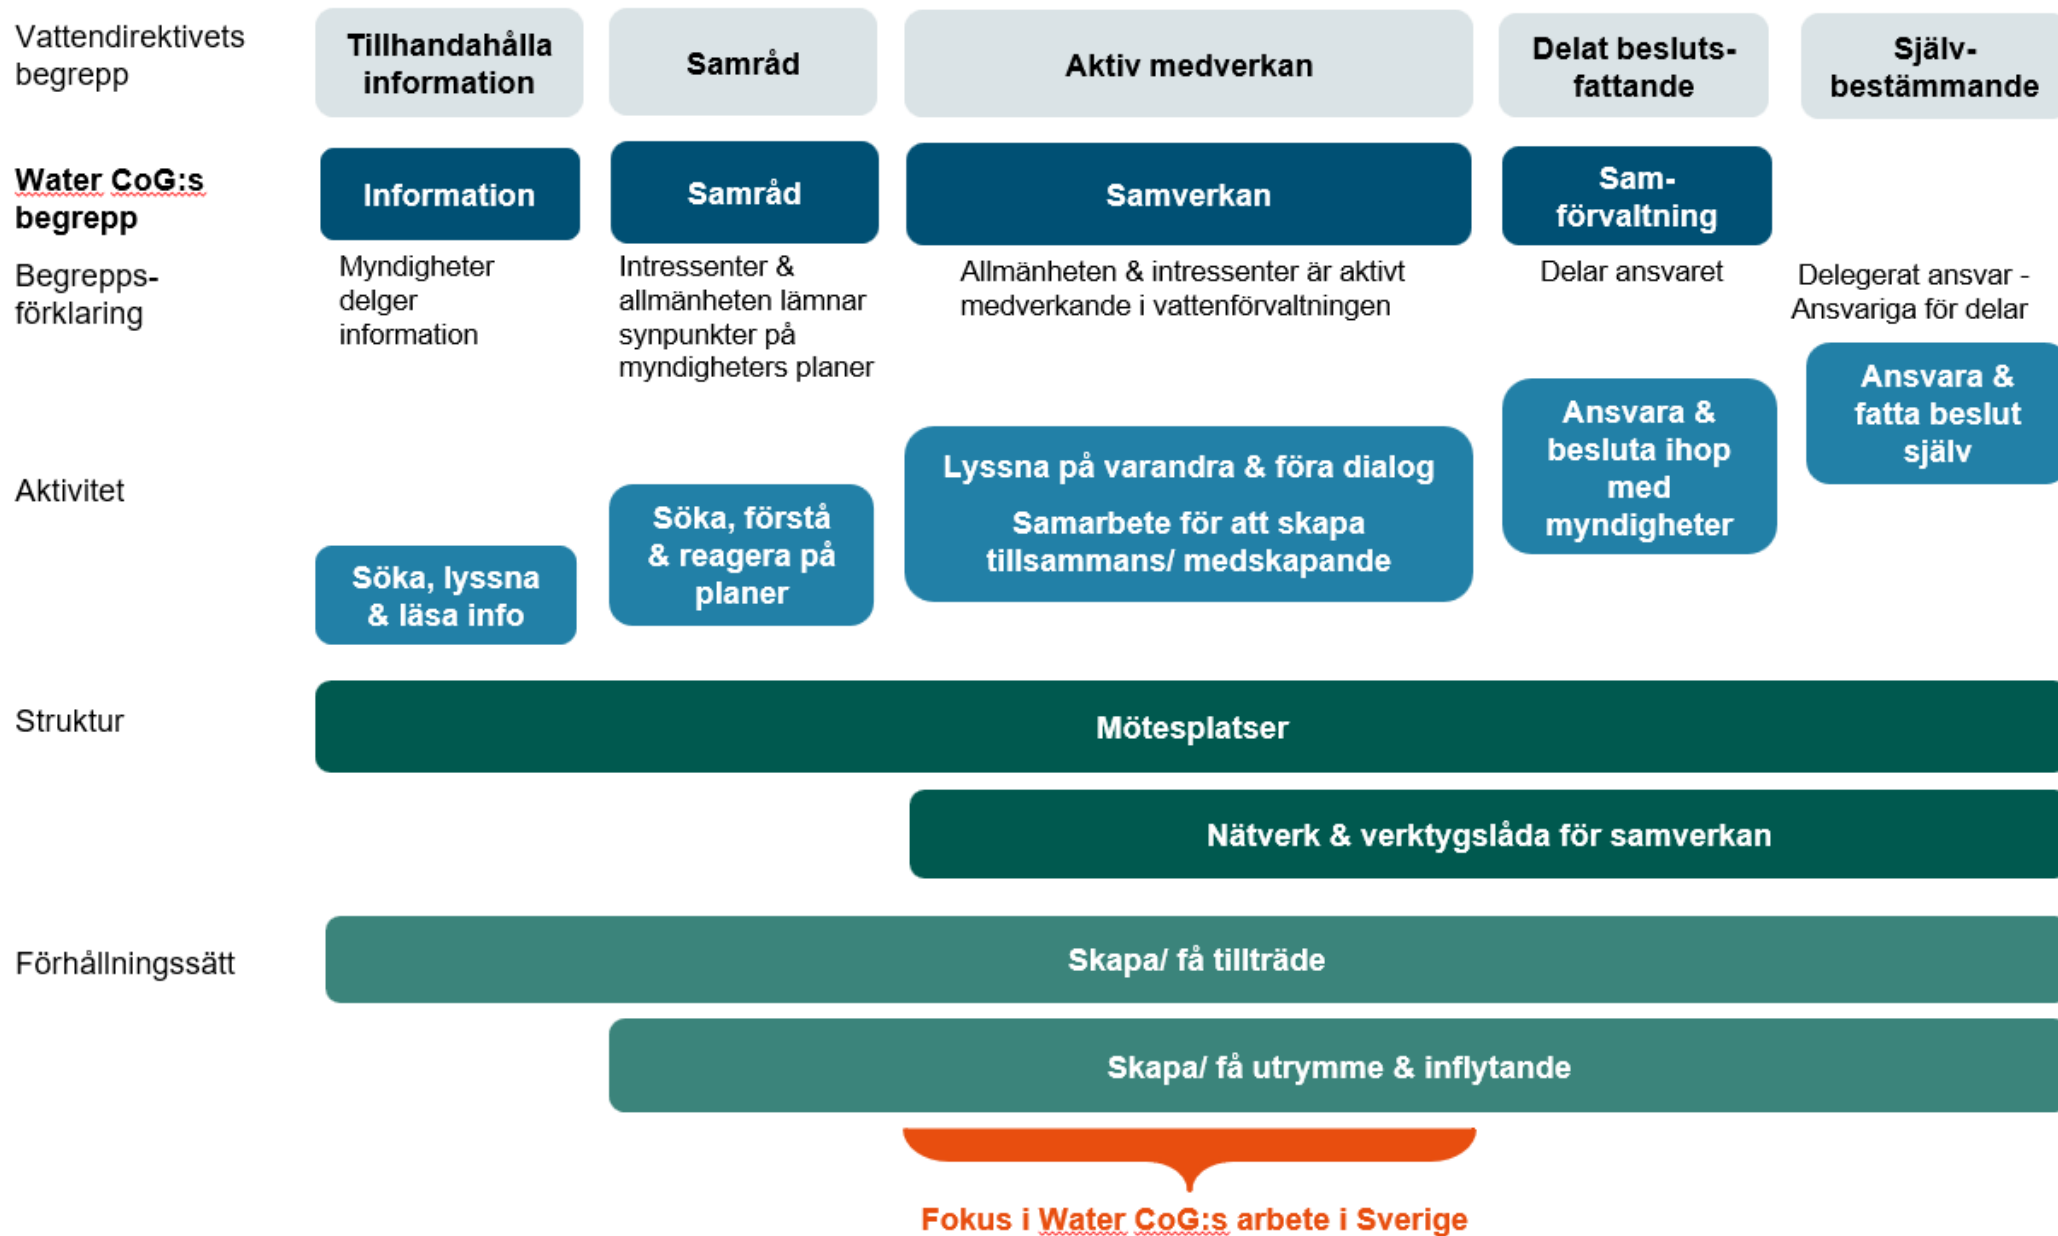 Vattendirektivets
begrepp
Tillhandahålla
information
Samråd
Aktiv medverkan
Delat besluts-
fattande
Själv-
bestämmande
Water CoG:s
begrepp
Information
Samråd
Samverkan
Sam-
förvaltning
Begrepps-
förklaring
Myndigheter
delger
information
Intressenter &
allmänheten lämnar
synpunkter på
myndigheters planer
Allmänheten & intressenter är aktivt
medverkande i vattenförvaltningen
Delar ansvaret
Delegerat ansvar -
Ansvariga för delar
Aktivitet
Söka, lyssna
& läsa info
Söka, förstå
& reagera på
planer
Lyssna på varandra & föra dialog
Samarbete för att skapa
tillsammans/ medskapande
Ansvara &
besluta ihop
med
myndigheter
Ansvara &
fatta beslut
själv
Struktur
Mötesplatser
Nätverk & verktygslåda för samverkan
Förhållningssätt
Skapa/ få tillträde
Skapa/ få utrymme & inflytande
Fokus i Water CoG:s arbete i Sverige